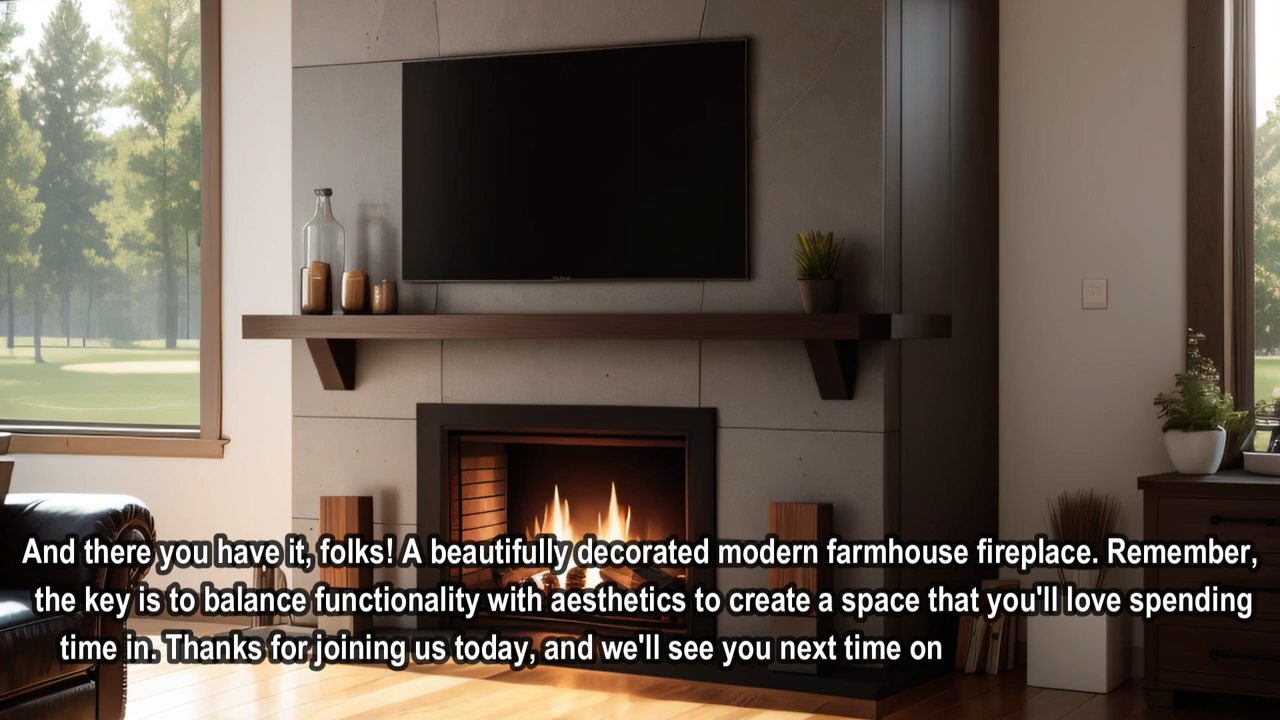 And there you have it, folks! A beautifully decorated modern farmhouse fireplace. Remember,
the key is to balance functionality with aesthetics to create a space that you'll love spending
time in. Thanks for joining us today, and we'll see you next time on